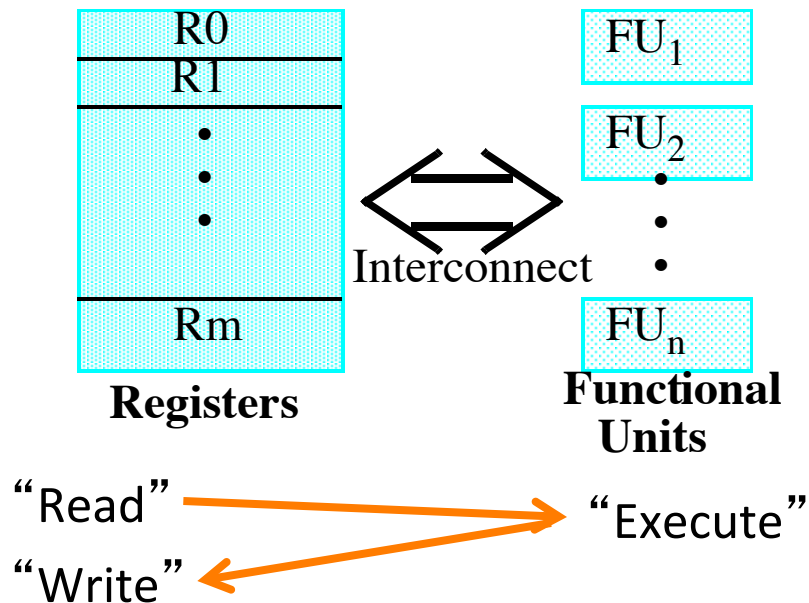 R0
R1
Rm
Registers
Interconnect
FU₁
FU₂
FUₙ
Functional
Units
“Read”
“Execute”
“Write”